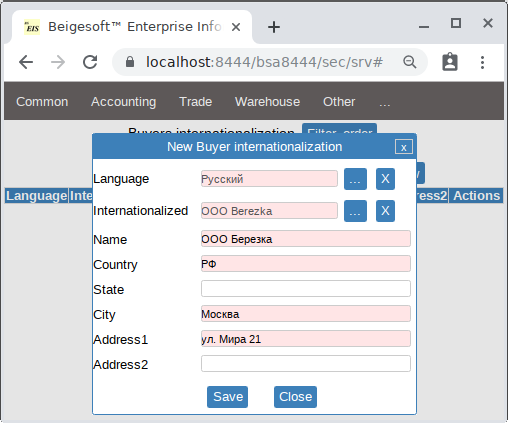 EIS Beigesoft™ Enterprise Info
localhost:8444/bsa8444/sec/srv#
Common Accounting Trade Warehouse Other ...
Buyers internationalization Filter, order
New Buyer internationalization x
Language Русский ... X
Language Inte ress2 Actions
Internationalized ООО Berezka ... X
Name ООО Березка
Country РФ
State
City Москва
Address1 ул. Мира 21
Address2
Save Close